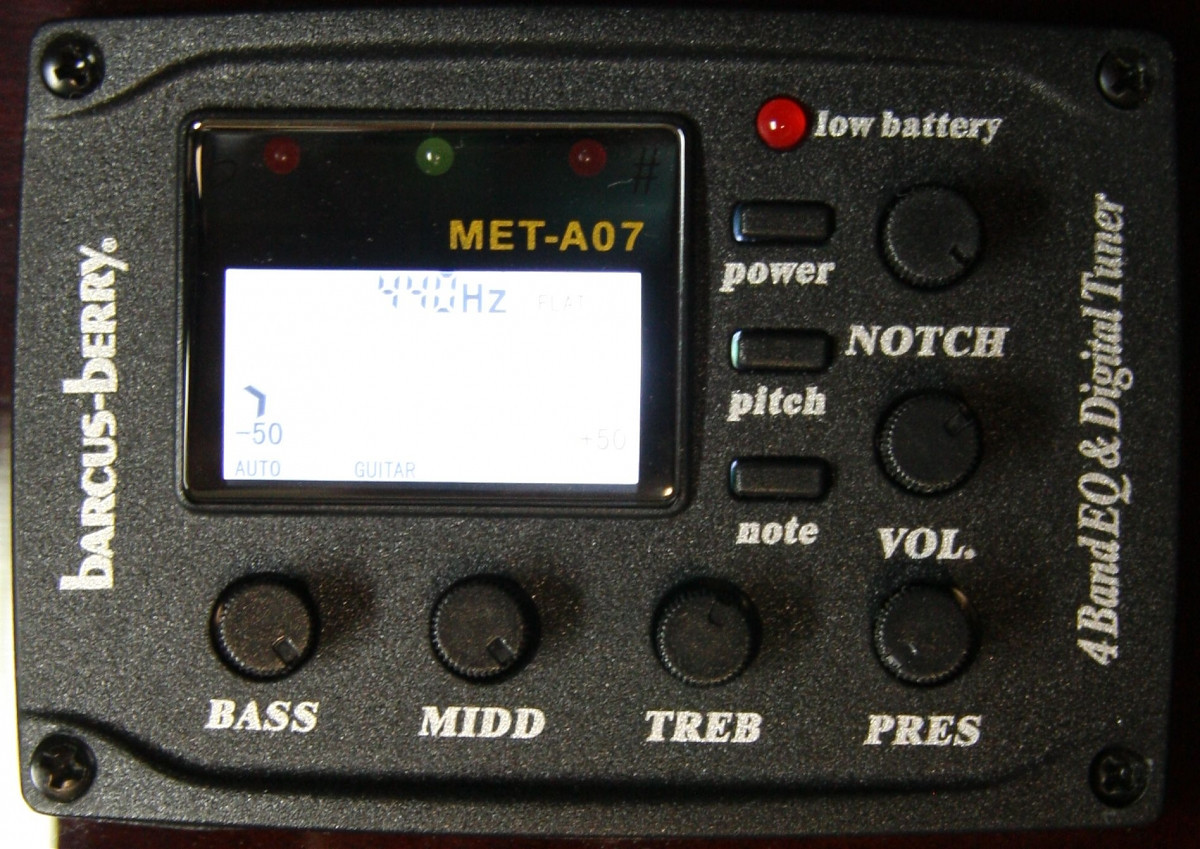 barcus-berry®
b #
MET-A07
440Hz FLAT
-50 +50
AUTO GUITAR
low battery
power
pitch
note
NOTCH
VOL.
BASS MIDD TREB PRES
4 Band EQ & Digital Tuner